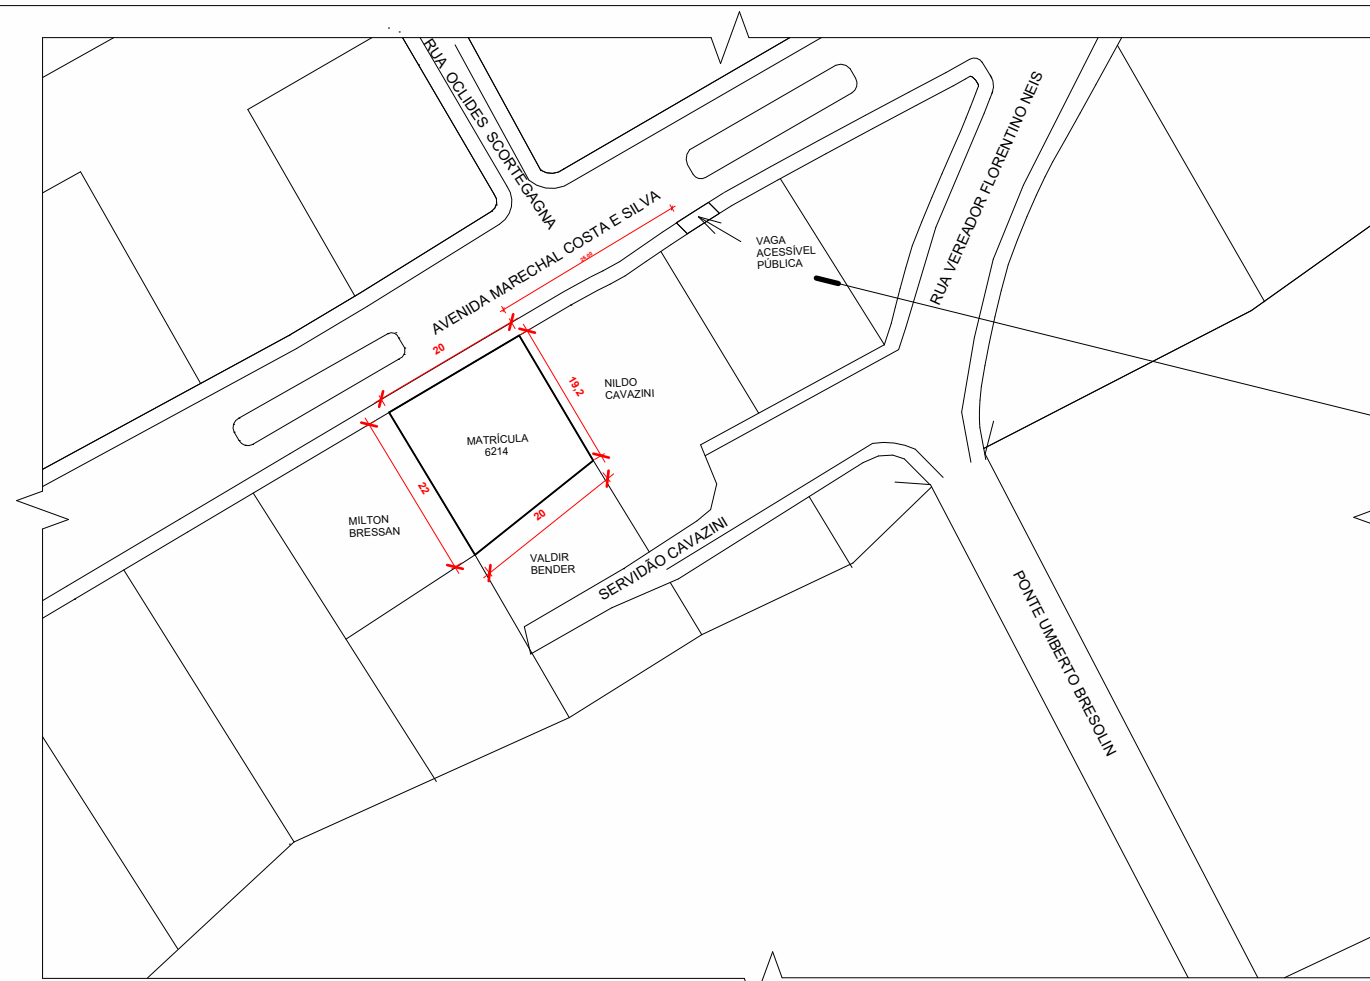 RUA OCLIDES SCORTEGAGNA
RUA VEREADOR FLORENTINO NEIS
AVENIDA MARECHAL COSTA E SILVA
VAGA
ACESSÍVEL
PÚBLICA
20
19,2
NILDO
CAVAZINI
MATRÍCULA
6214
22
20
MILTON
BRESSAN
VALDIR
BENDER
SERVIDÃO CAVAZINI
PONTE UMBERTO BRESOLIN